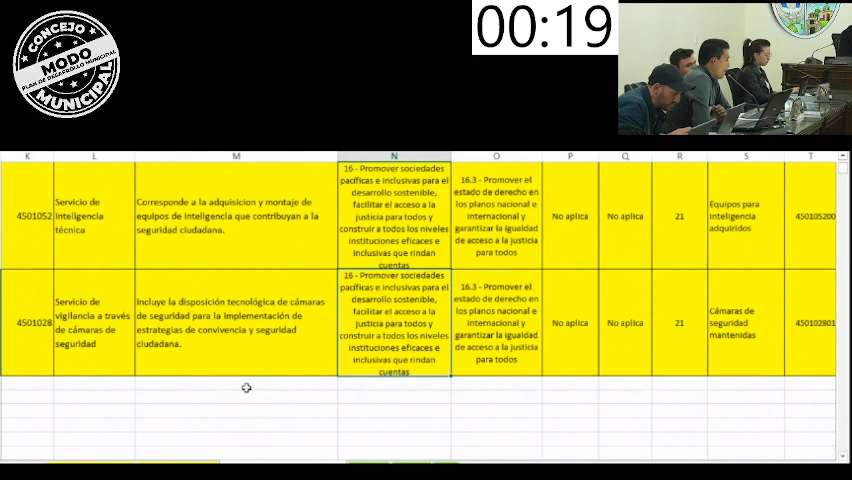 CONCEJO
MODO
PLAN DE DESARROLLO MUNICIPAL
MUNICIPAL
00:19
K L M N O P Q R S T
4501052
Servicio de
inteligencia
técnica
Corresponde a la adquisicion y montaje de
equipos de inteligencia que contribuyan a la
seguridad ciudadana.
16 - Promover sociedades
pacíficas e inclusivas para el
desarrollo sostenible,
facilitar el acceso a la
justicia para todos y
construir a todos los niveles
instituciones eficaces e
inclusivas que rindan
cuentas
16.3 - Promover el
estado de derecho en
los planos nacional e
internacional y
garantizar la igualdad
de acceso a la justicia
para todos
No aplica
No aplica
21
Equipos para
inteligencia
adquiridos
450105200
4501028
Servicio de
vigilancia a través
de cámaras de
seguridad
Incluye la disposición tecnológica de cámaras
de seguridad para la implementación de
estrategias de convivencia y seguridad
ciudadana.
16 - Promover sociedades
pacíficas e inclusivas para el
desarrollo sostenible,
facilitar el acceso a la
justicia para todos y
construir a todos los niveles
instituciones eficaces e
inclusivas que rindan
cuentas
16.3 - Promover el
estado de derecho en
los planos nacional e
internacional y
garantizar la igualdad
de acceso a la justicia
para todos
No aplica
No aplica
21
Cámaras de
seguridad
mantenidas
450102801